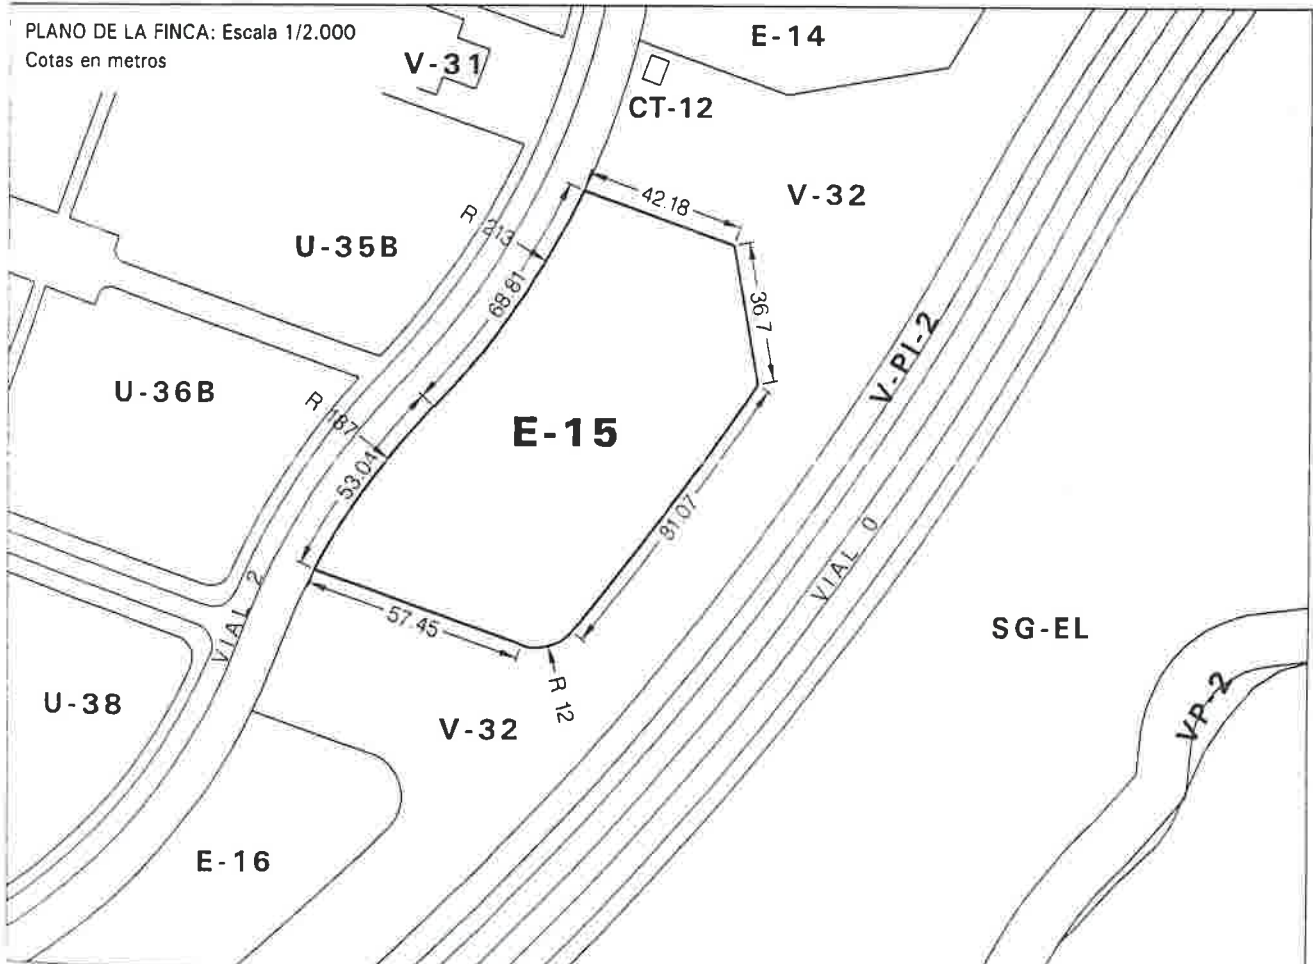 PLANO DE LA FINCA: Escala 1/2.000
Cotas en metros
E-14
V-31
CT-12
42.18
V-32
R 213
U-35B
68.81
36.7
V-PI-2
U-36B
R 187
E-15
53.04
81.07
VIAL 0
VIAL 2
57.45
SG-EL
R 12
U-38
V-32
VP-2
E-16